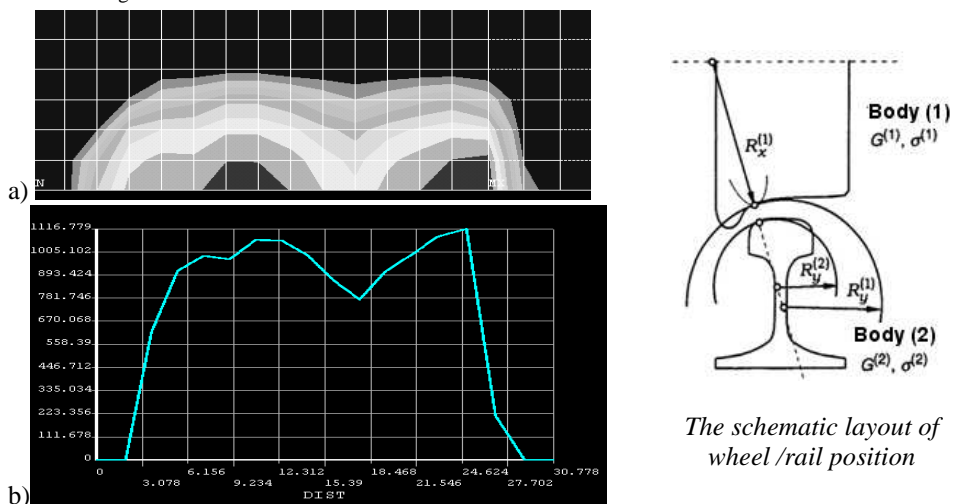 a)
N
b)
1116.779
1005.102
893.424
781.746
670.068
558.39
446.712
335.034
223.356
111.678
0
0 6.156 12.312 18.468 24.624 30.778
3.078 9.234 15.39 21.546 27.702
DIST
Body (1)
G(1), σ(1)
Rx(1)
Ry(2)
Ry(1)
Body (2)
G(2), σ(2)
The schematic layout of
wheel /rail position